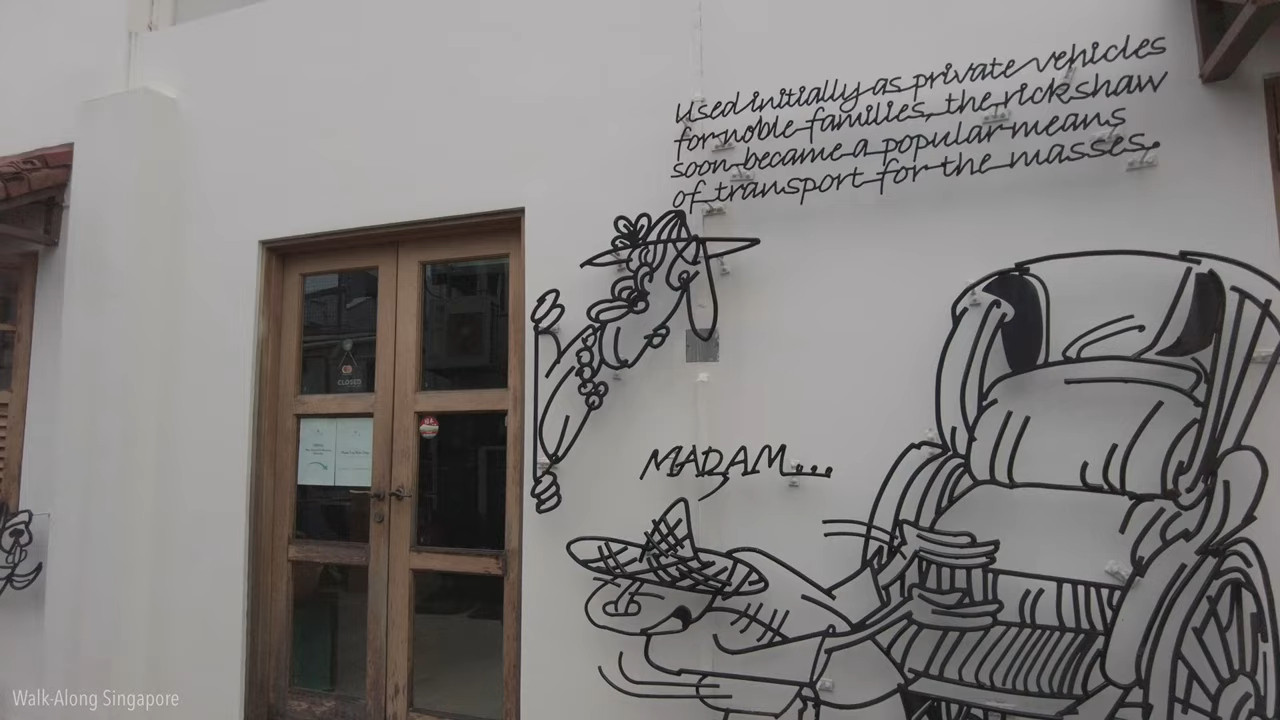 Used initially as private vehicles
for noble families, the rickshaw
soon became a popular means
of transport for the masses.
MADAM...
CLOSED
Walk-Along Singapore